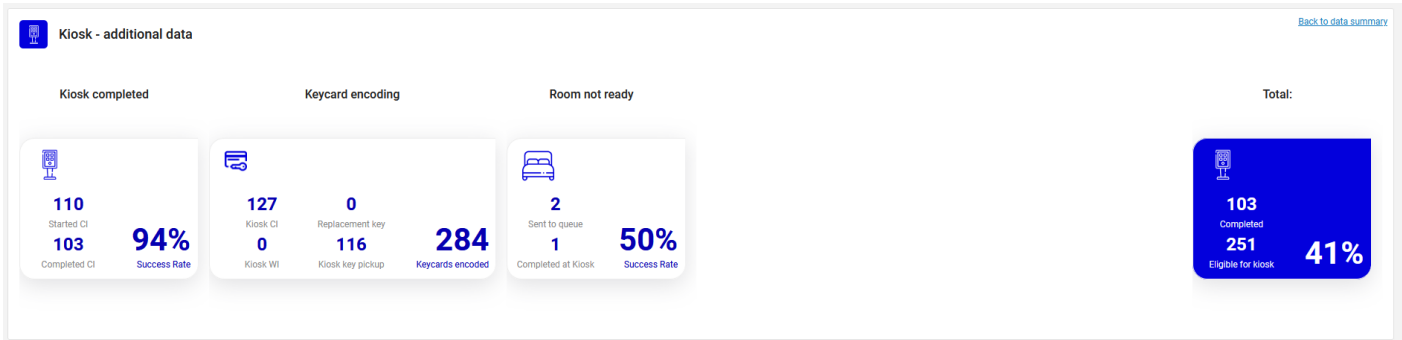 Back to data summary
Kiosk - additional data
Kiosk completed
Keycard encoding
Room not ready
Total:
110
Started CI
103
Completed CI
94%
Success Rate
127
Kiosk CI
0
Replacement key
0
Kiosk WI
116
Kiosk key pickup
284
Keycards encoded
2
Sent to queue
1
Completed at Kiosk
50%
Success Rate
103
Completed
251
Eligible for kiosk
41%